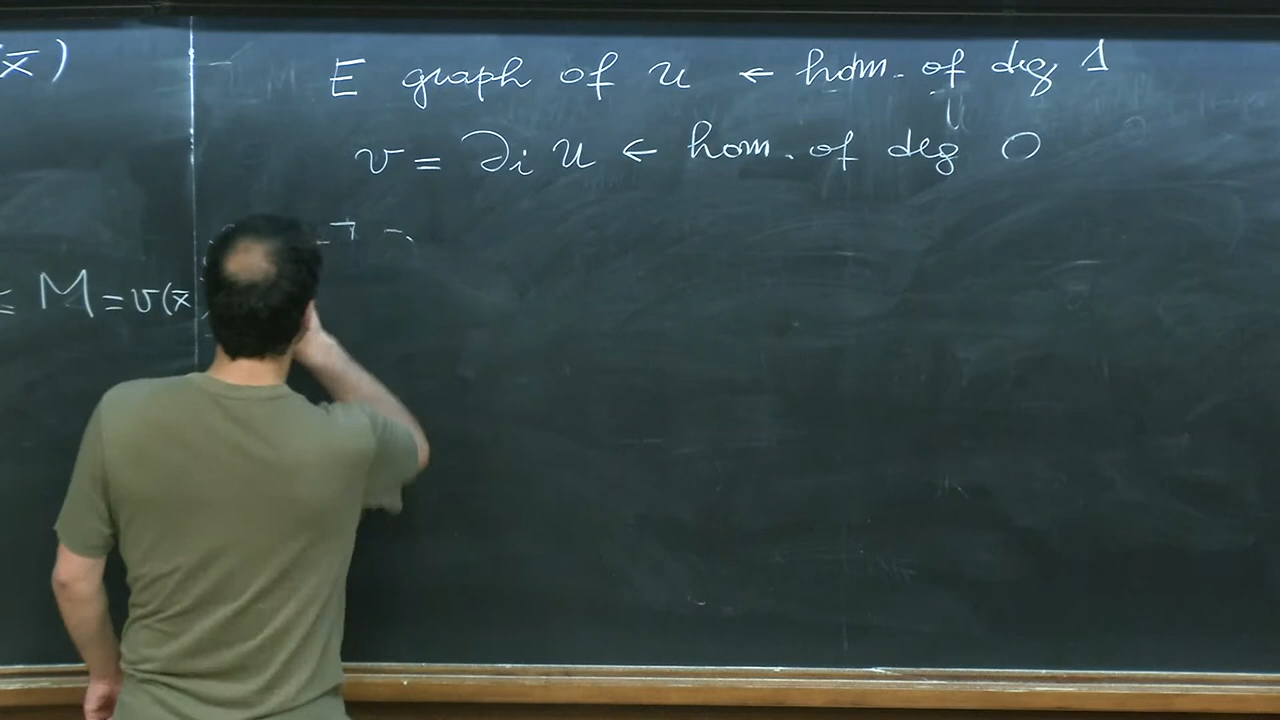 x̄)
≤ M = v(x̄
E graph of u ← hom. of deg 1
v = ∂i u ← hom. of deg 0